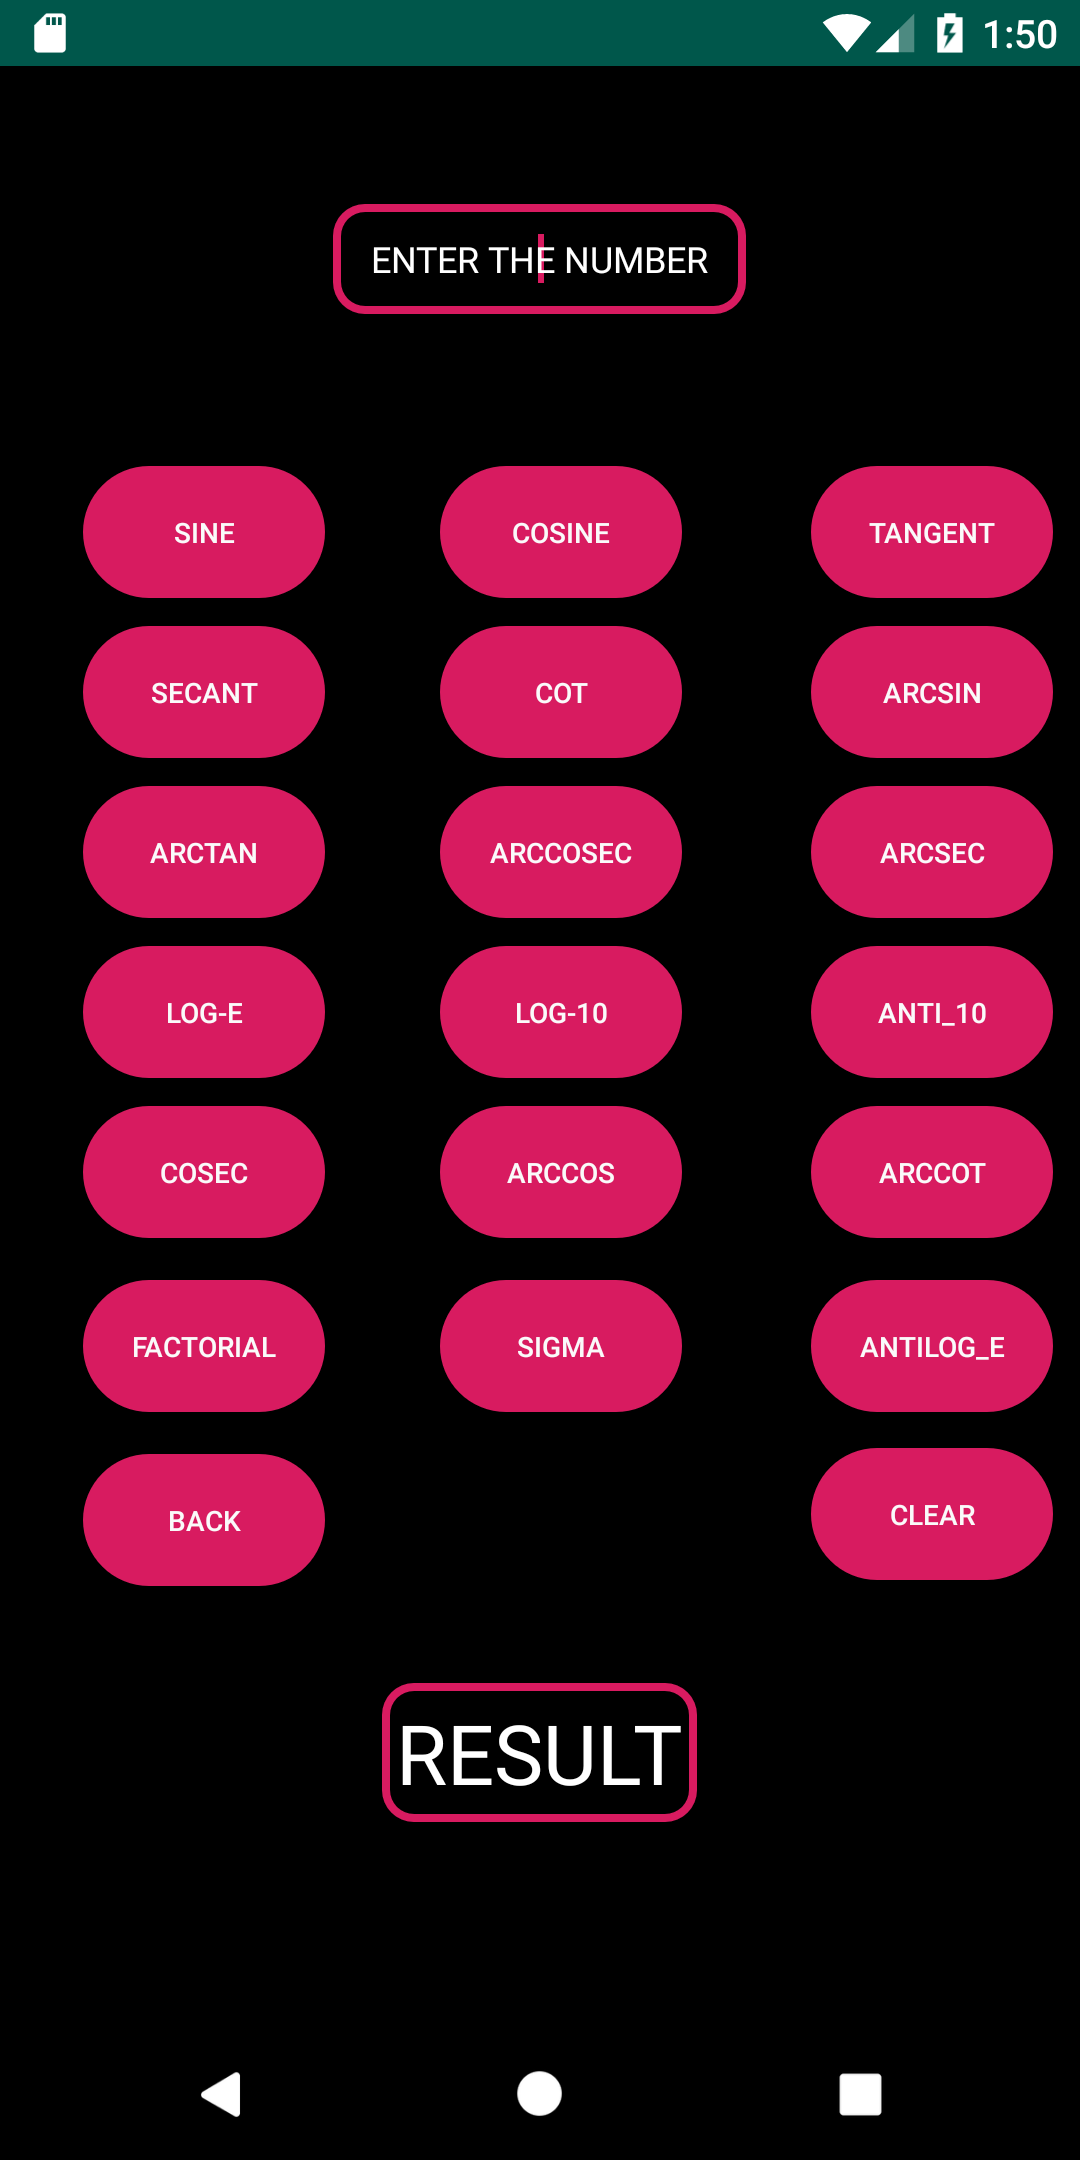 1:50
ENTER THE NUMBER
SINE COSINE TANGENT
SECANT COT ARCSIN
ARCTAN ARCCOSEC ARCSEC
LOG-E LOG-10 ANTI_10
COSEC ARCCOS ARCCOT
FACTORIAL SIGMA ANTILOG_E
BACK CLEAR
RESULT